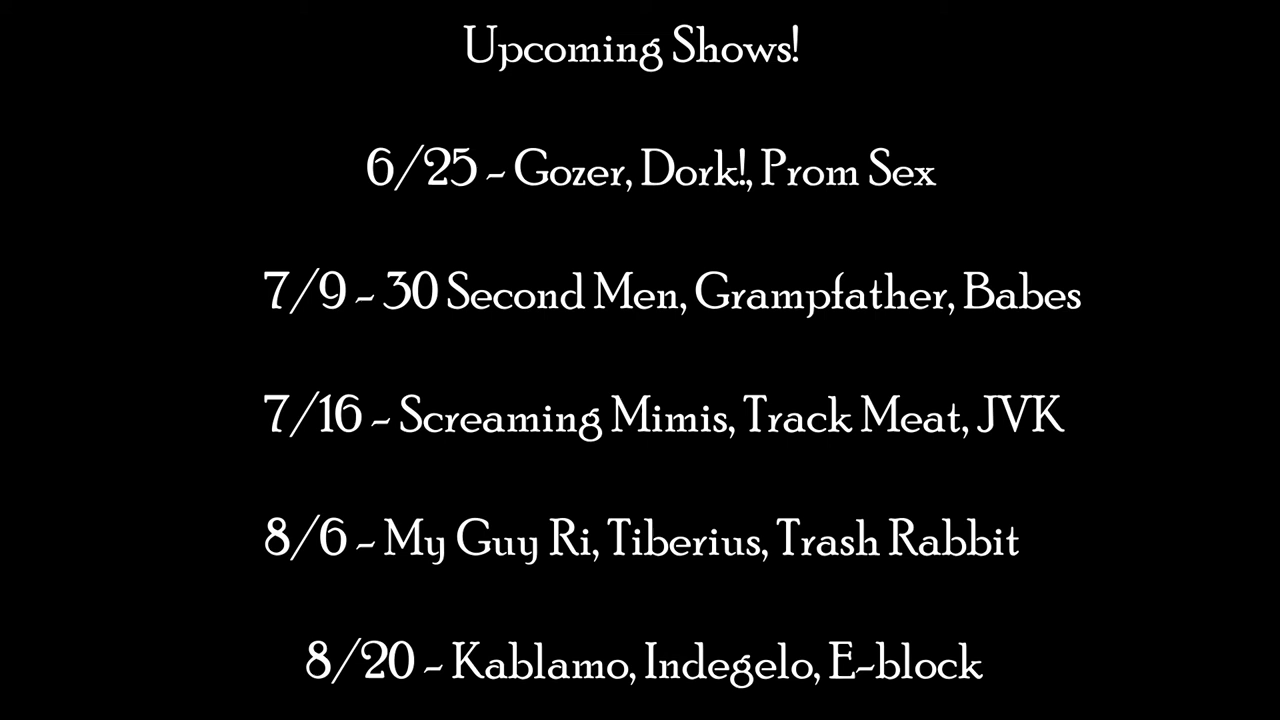 Upcoming Shows!
6/25 - Gozer, Dork!, Prom Sex
7/9 - 30 Second Men, Grampfather, Babes
7/16 - Screaming Mimis, Track Meat, JVK
8/6 - My Guy Ri, Tiberius, Trash Rabbit
8/20 - Kablamo, Indegelo, E-block